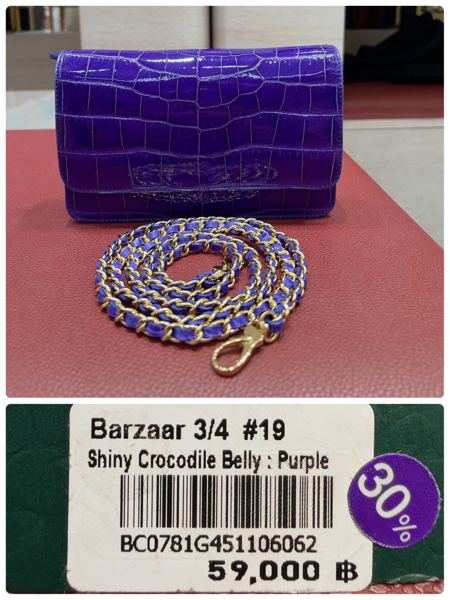 Barzaar 3/4 #19
Shiny Crocodile Belly : Purple
BC0781G451106062
59,000 ฿
30%